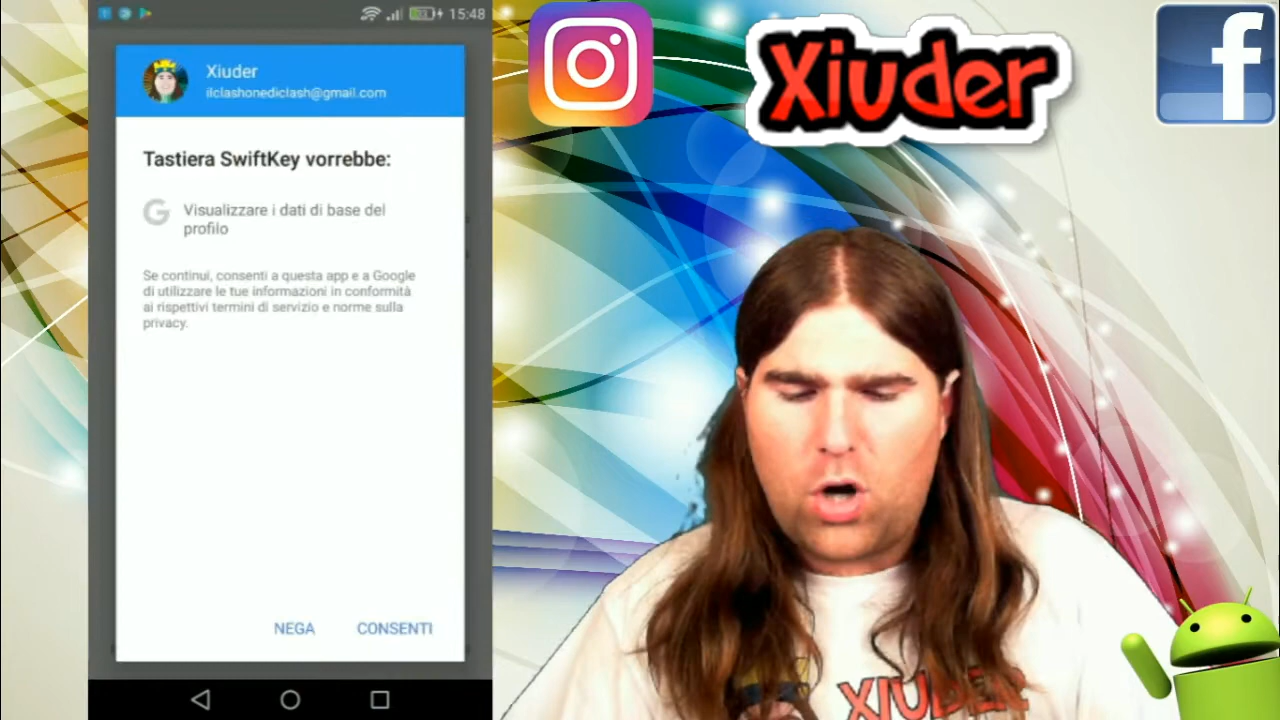 15:48
Xiuder
ilclashonediclash@gmail.com
Tastiera SwiftKey vorrebbe:
G
Visualizzare i dati di base del
profilo
Se continui, consenti a questa app e a Google
di utilizzare le tue informazioni in conformità
ai rispettivi termini di servizio e norme sulla
privacy.
NEGA
CONSENTI
Xiuder
f
XIUDER